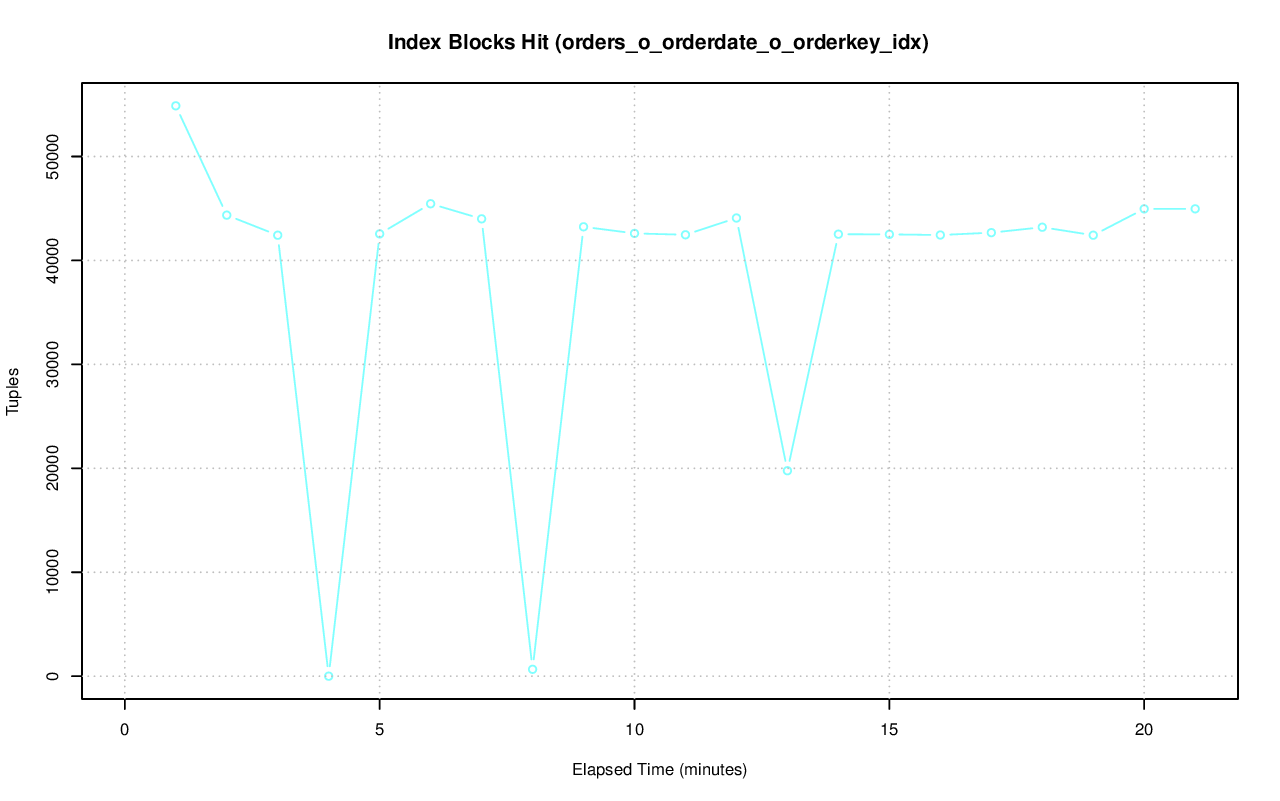 Index Blocks Hit (orders_o_orderdate_o_orderkey_idx)
Tuples
50000
40000
30000
20000
10000
0
0 5 10 15 20
Elapsed Time (minutes)